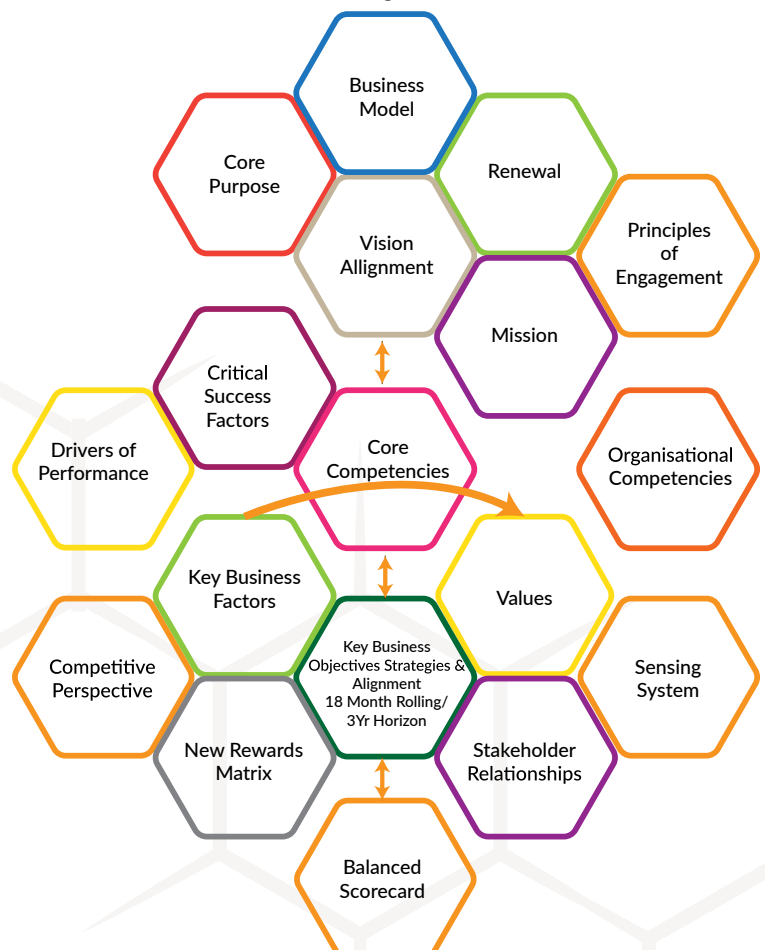 Business
Model
Core
Purpose
Renewal
Vision
Allignment
Principles
of
Engagement
Mission
Critical
Success
Factors
Drivers of
Performance
Core
Competencies
Organisational
Competencies
Key Business
Factors
Values
Competitive
Perspective
Key Business
Objectives Strategies &
Alignment
18 Month Rolling/
3Yr Horizon
Sensing
System
New Rewards
Matrix
Stakeholder
Relationships
Balanced
Scorecard